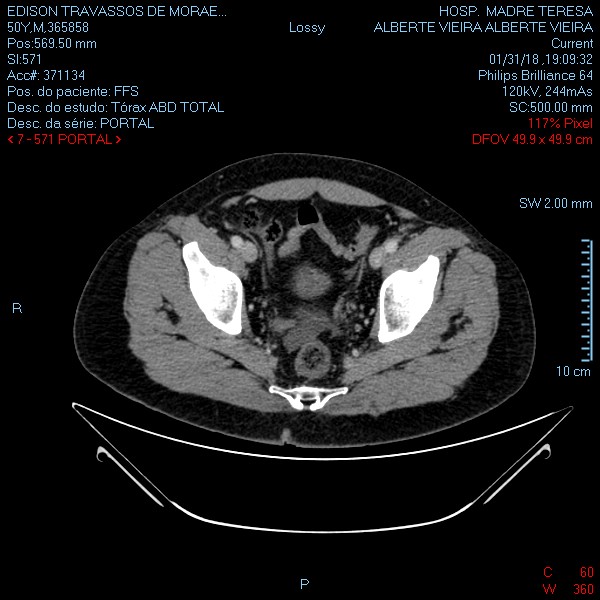 EDISON TRAVASSOS DE MORAE...
50Y,M,365858
Pos:569.50 mm
SI:571
Acc#: 371134
Pos. do paciente: FFS
Desc. do estudo: Tórax ABD TOTAL
Desc. da série: PORTAL
< 7 - 571 PORTAL >
Lossy
HOSP. MADRE TERESA
ALBERTE VIEIRA ALBERTE VIEIRA
Current
01/31/18 ,19:09:32
Philips Brilliance 64
120kV, 244mAs
SC:500.00 mm
117% Pixel
DFOV 49.9 x 49.9 cm
SW 2.00 mm
R
10 cm
P
C 60
W 360